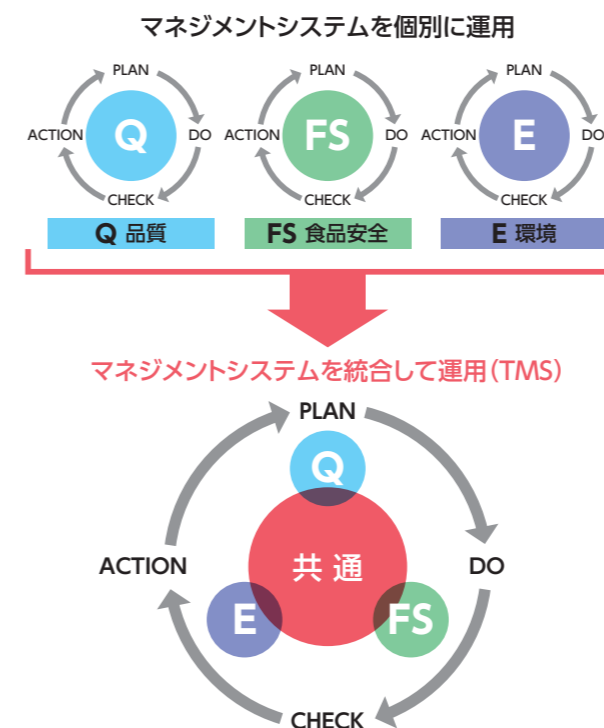 マネジメントシステムを個別に運用
PLAN PLAN PLAN
ACTION Q DO ACTION FS DO ACTION E DO
CHECK CHECK CHECK
Q 品質 FS 食品安全 E 環境
マネジメントシステムを統合して運用(TMS)
PLAN
Q
ACTION 共通 DO
E FS
CHECK